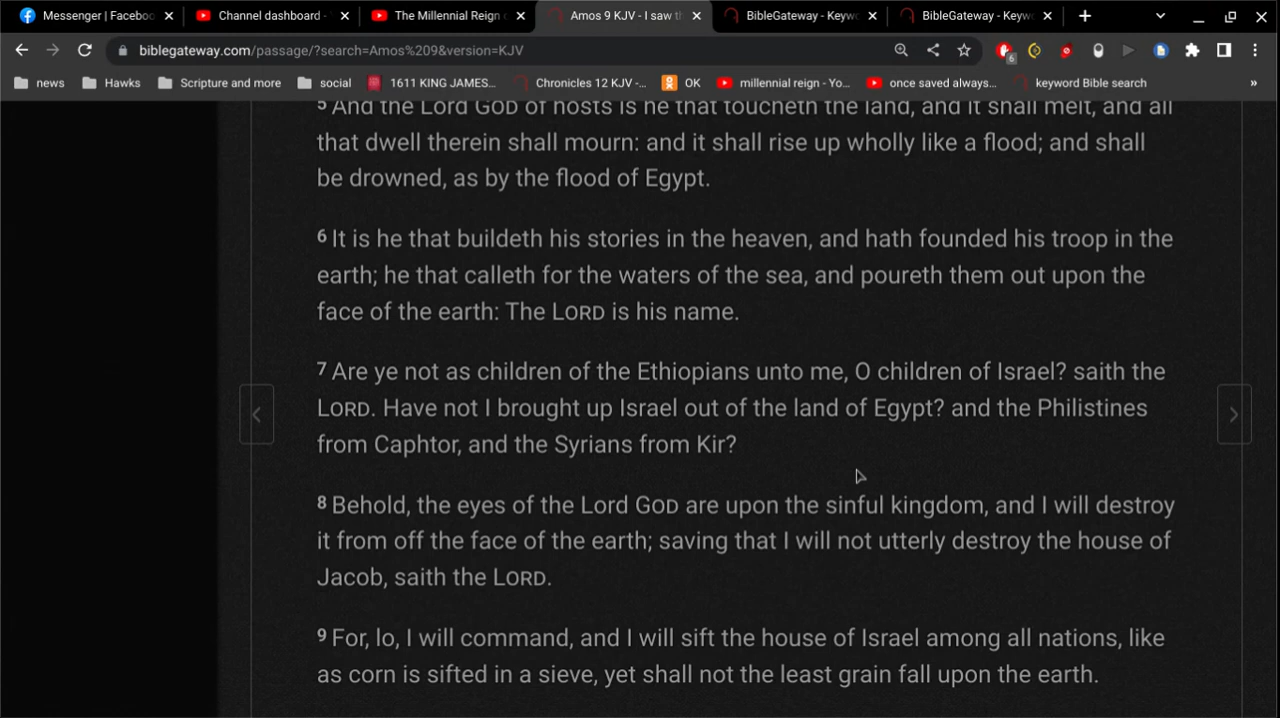 Messenger | Faceboo
Channel dashboard -
The Millennial Reign o
Amos 9 KJV - I saw th
BibleGateway - Keyw
BibleGateway - Keyw
biblegateway.com/passage/?search=Amos%209&version=KJV
6
news
Hawks
Scripture and more
social
1611 KING JAMES...
Chronicles 12 KJV -...
OK
millennial reign - Yo...
once saved always...
keyword Bible search
»
5 And the Lord GOD of hosts is he that toucheth the land, and it shall melt, and all
that dwell therein shall mourn: and it shall rise up wholly like a flood; and shall
be drowned, as by the flood of Egypt.
6 It is he that buildeth his stories in the heaven, and hath founded his troop in the
earth; he that calleth for the waters of the sea, and poureth them out upon the
face of the earth: The LORD is his name.
7 Are ye not as children of the Ethiopians unto me, O children of Israel? saith the
LORD. Have not I brought up Israel out of the land of Egypt? and the Philistines
from Caphtor, and the Syrians from Kir?
8 Behold, the eyes of the Lord GOD are upon the sinful kingdom, and I will destroy
it from off the face of the earth; saving that I will not utterly destroy the house of
Jacob, saith the LORD.
9 For, lo, I will command, and I will sift the house of Israel among all nations, like
as corn is sifted in a sieve, yet shall not the least grain fall upon the earth.